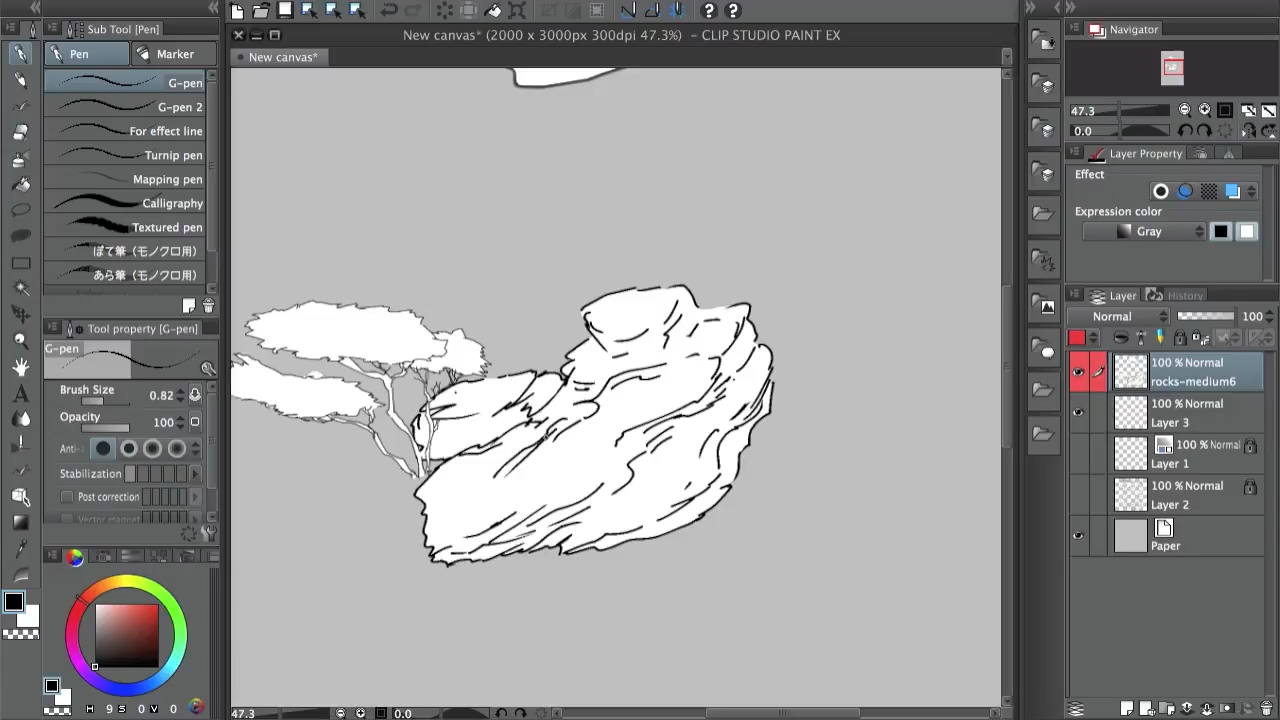 Sub Tool [Pen]
Pen
Marker
G-pen
G-pen 2
For effect line
Turnip pen
Mapping pen
Calligraphy
Textured pen
ぽて筆（モノクロ用）
あら筆（モノクロ用）
Tool property [G-pen]
G-pen
Brush Size 0.82
Opacity 100
Anti-
Stabilization
Post correction
Vector magnet
H 9 S 0 V 0
New canvas* (2000 x 3000px 300dpi 47.3%) - CLIP STUDIO PAINT EX
New canvas*
47.3
0.0
Navigator
47.3
0.0
Layer Property
Effect
Expression color
Gray
Layer
History
Normal 100
100 % Normal
rocks-medium6
100 % Normal
Layer 3
100 % Normal
Layer 1
100 % Normal
Layer 2
Paper